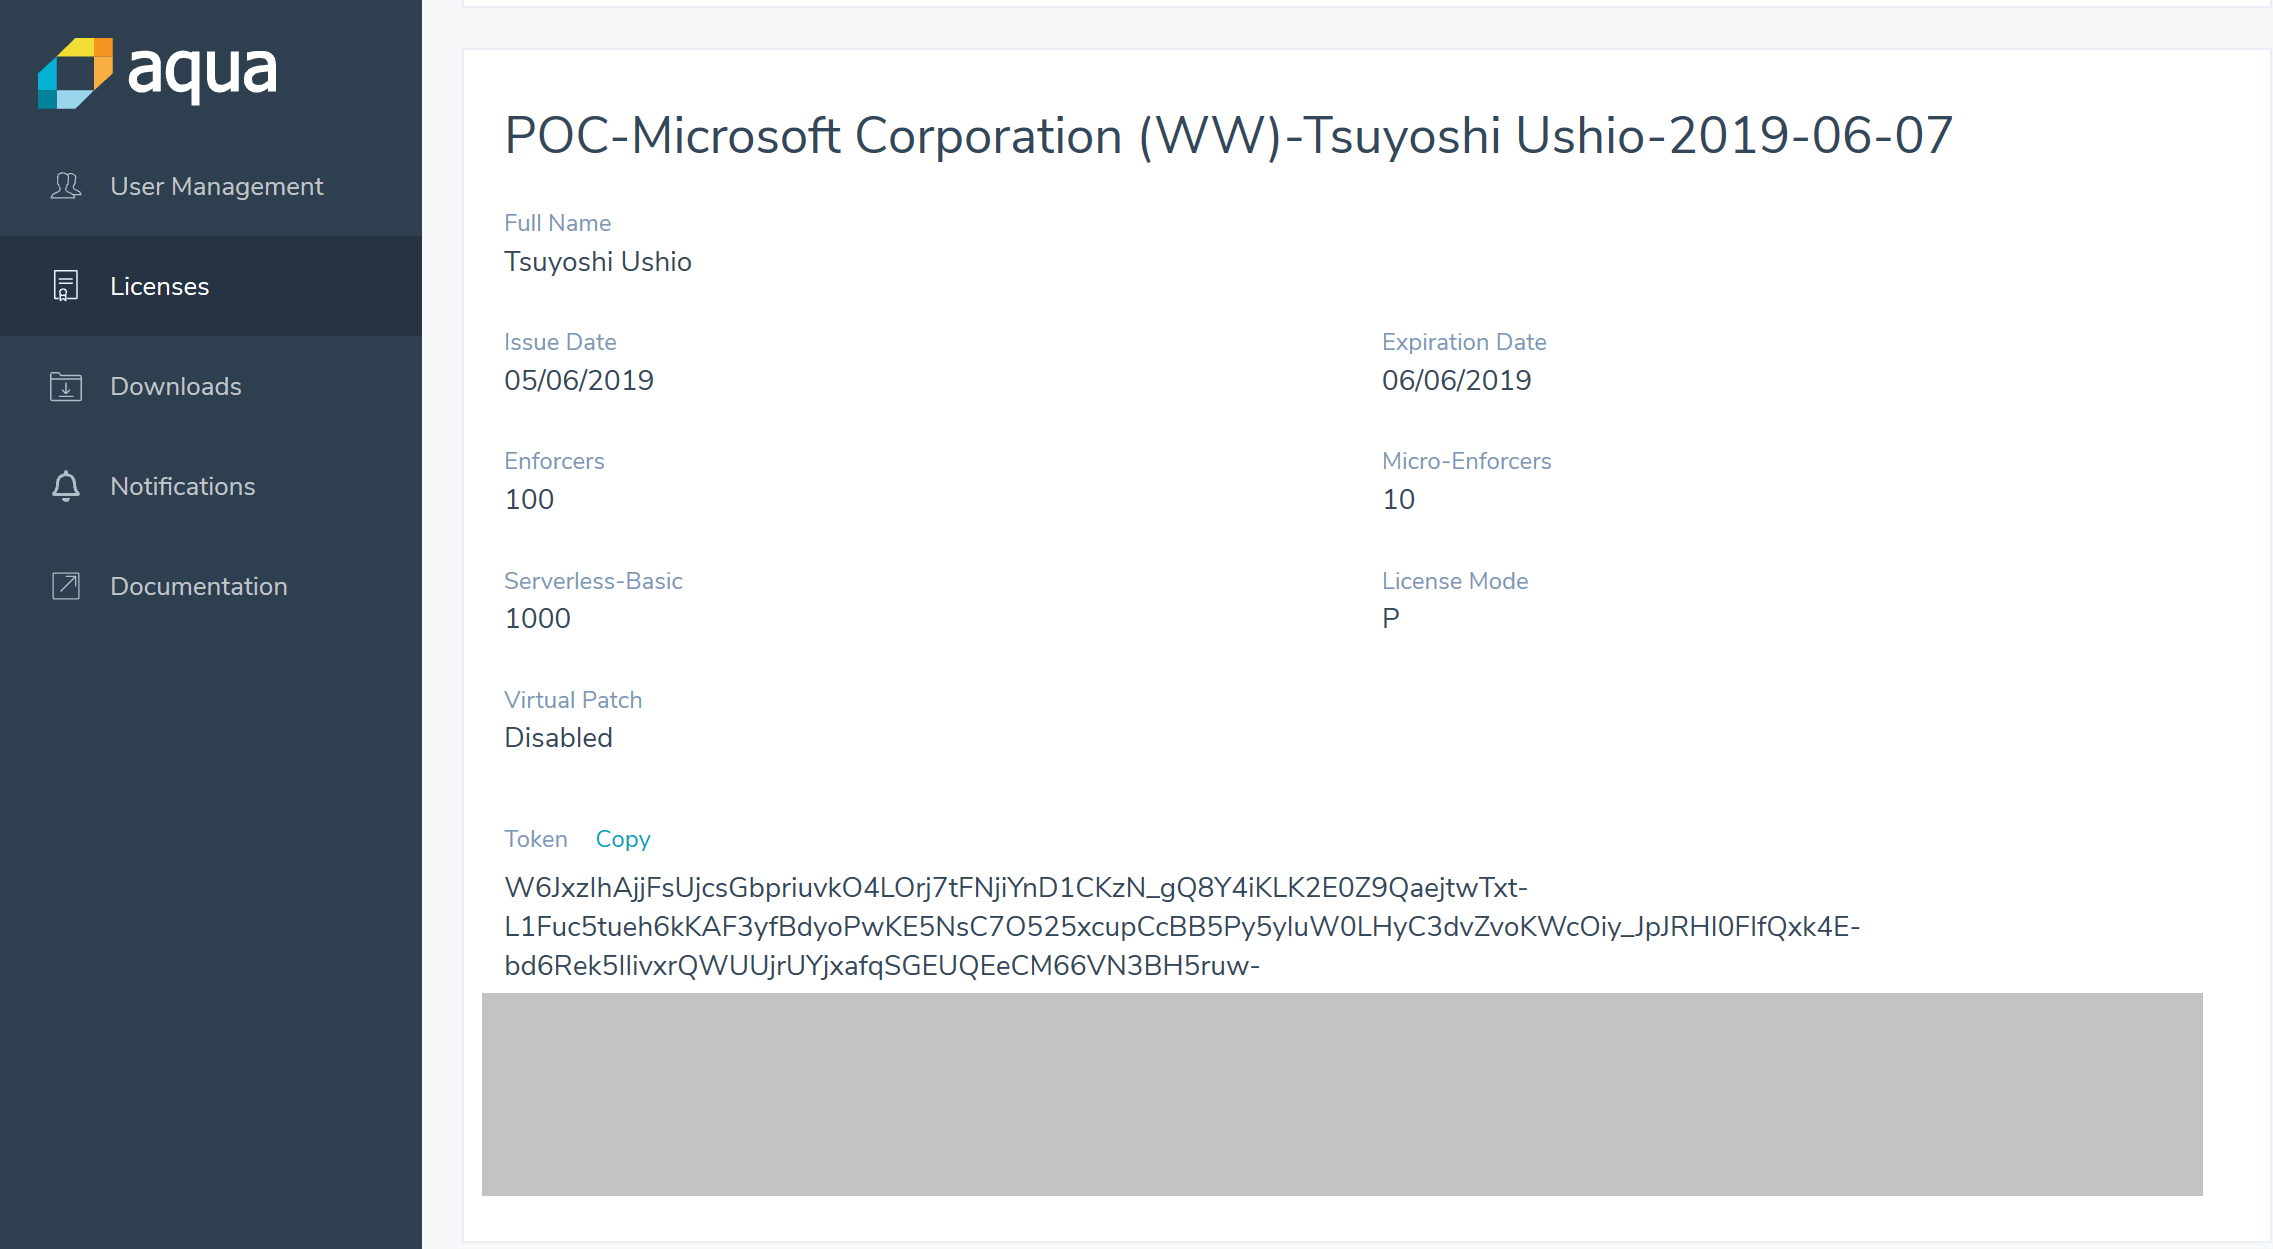 aqua
User Management
Licenses
Downloads
Notifications
Documentation
POC-Microsoft Corporation (WW)-Tsuyoshi Ushio-2019-06-07
Full Name
Tsuyoshi Ushio
Issue Date
05/06/2019
Expiration Date
06/06/2019
Enforcers
100
Micro-Enforcers
10
Serverless-Basic
1000
License Mode
P
Virtual Patch
Disabled
Token Copy
W6JxzIhAjjFsUjcsGbpriuvkO4LOrj7tFNjiYnD1CKzN_gQ8Y4iKLK2E0Z9QaejtwTxt-
L1Fuc5tueh6kKAF3yfBdyoPwKE5NsC7O525xcupCcBB5Py5yIuW0LHyC3dvZvoKWcOiy_JpJRHI0FIfQxk4E-
bd6Rek5IlivxrQWUUjrUYjxafqSGEUQEeCM66VN3BH5ruw-